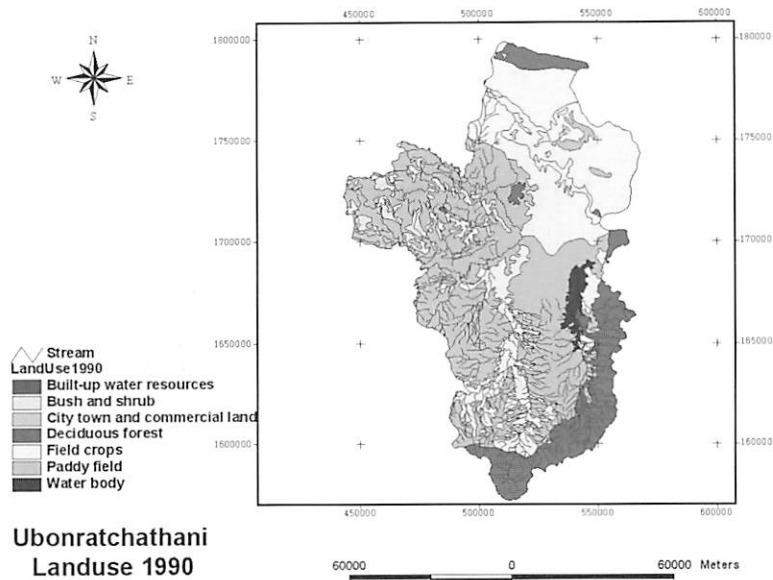 450000 500000 550000 600000
1800000 1800000
N
W E
S
1750000 1750000
1700000 1700000
1650000 1650000
1600000 1600000
450000 500000 550000 600000
Stream
LandUse1990
Built-up water resources
Bush and shrub
City town and commercial land
Deciduous forest
Field crops
Paddy field
Water body
Ubonratchathani
Landuse 1990
60000 0 60000 Meters